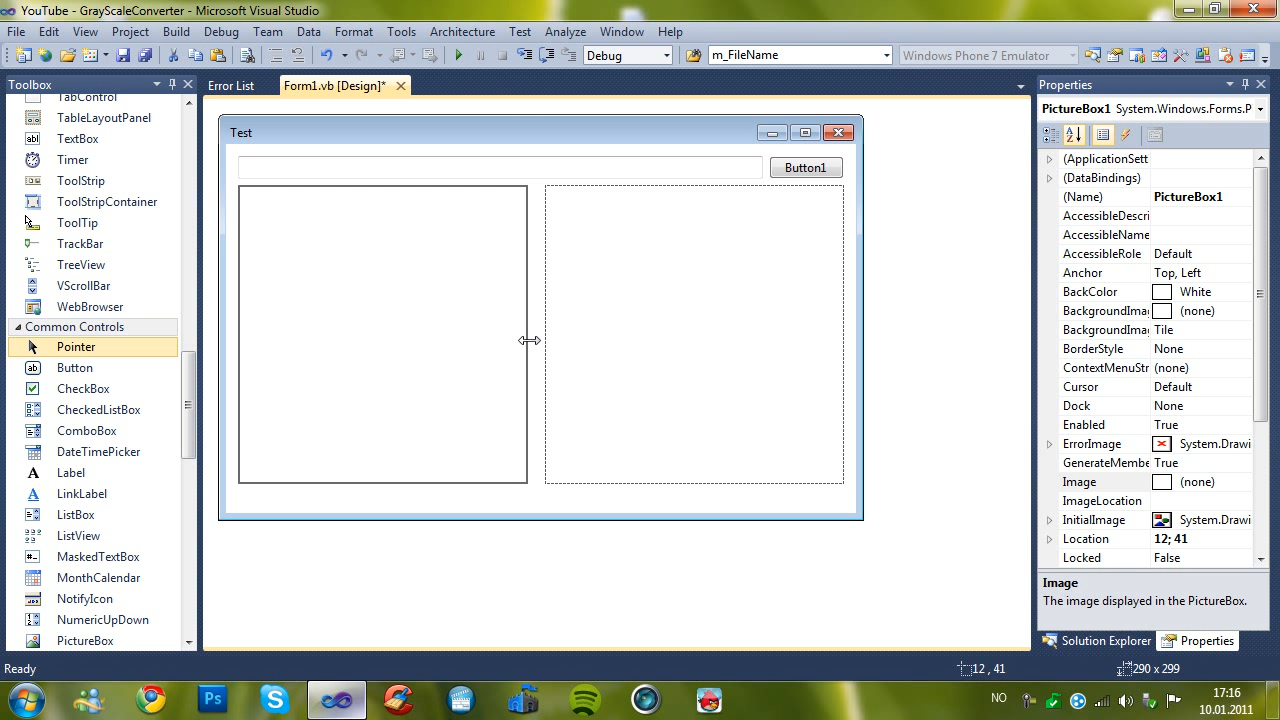 YouTube - GrayScaleConverter - Microsoft Visual Studio
File Edit View Project Build Debug Team Data Format Tools Architecture Test Analyze Window Help
Debug m_FileName Windows Phone 7 Emulator
Toolbox
TabControl
TableLayoutPanel
TextBox
Timer
ToolStrip
ToolStripContainer
ToolTip
TrackBar
TreeView
VScrollBar
WebBrowser
Common Controls
Pointer
Button
CheckBox
CheckedListBox
ComboBox
DateTimePicker
Label
LinkLabel
ListBox
ListView
MaskedTextBox
MonthCalendar
NotifyIcon
NumericUpDown
PictureBox
Error List Form1.vb [Design]*
Test
Button1
Properties
PictureBox1 System.Windows.Forms.P
(ApplicationSett
(DataBindings)
(Name) PictureBox1
AccessibleDescri
AccessibleName
AccessibleRole Default
Anchor Top, Left
BackColor White
BackgroundImag (none)
BackgroundImag Tile
BorderStyle None
ContextMenuStr (none)
Cursor Default
Dock None
Enabled True
ErrorImage System.Drawi
GenerateMembe True
Image (none)
ImageLocation
InitialImage System.Drawi
Location 12; 41
Locked False
Image
The image displayed in the PictureBox.
Solution Explorer Properties
Ready 12 , 41 290 x 299
Ps NO 17:16
10.01.2011